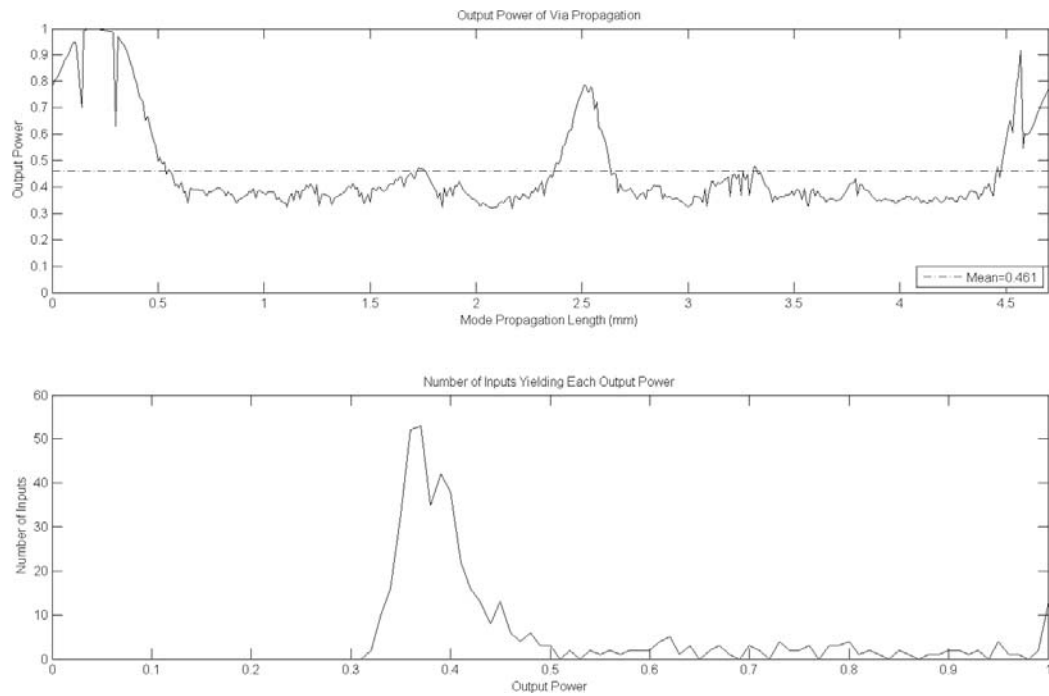 Output Power of Via Propagation
1
0.9
0.8
0.7
0.6
0.5
0.4
0.3
0.2
0.1
0
Output Power
Mean=0.461
0 0.5 1 1.5 2 2.5 3 3.5 4 4.5
Mode Propagation Length (mm)
Number of Inputs Yielding Each Output Power
60
50
40
30
20
10
0
Number of Inputs
0 0.1 0.2 0.3 0.4 0.5 0.6 0.7 0.8 0.9 1
Output Power